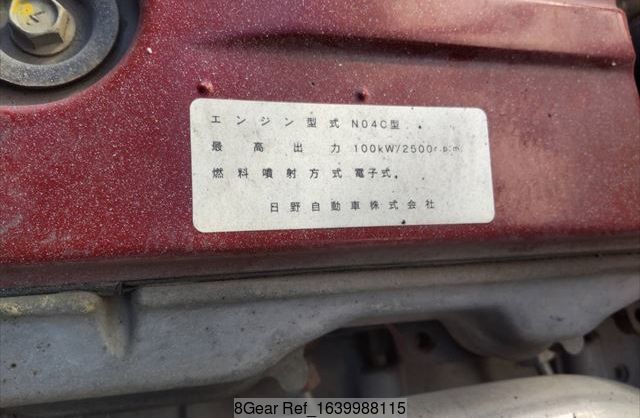 エンジン型式 N04C型
最高出力 100kW/2500r.p.m
燃料噴射方式 電子式
日野自動車株式会社
8Gear Ref_1639988115